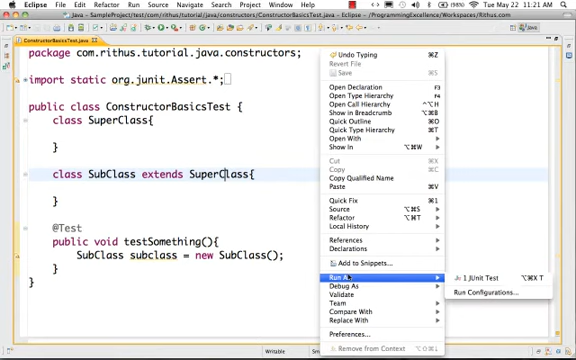 Eclipse File Edit Source Refactor Navigate Search Project Run Window Help Tue May 22 11:21 AM
Java - SampleProject/test/com/rithus/tutorial/java/constructors/ConstructorBasicsTest.java - Eclipse - /ProgrammingExcellence/Workspaces/Rithus.com
Java
ConstructorBasicsTest.java
package com.rithus.tutorial.java.constructors;
import static org.junit.Assert.*;
public class ConstructorBasicsTest {
class SuperClass{
}
class SubClass extends SuperClass{
}
@Test
public void testSomething(){
SubClass subclass = new SubClass();
}
}
Undo Typing ⌘Z
Revert File
Save ⌘S
Open Declaration F3
Open Type Hierarchy F4
Open Call Hierarchy ^⌥H
Show in Breadcrumb ⌥⌘B
Quick Outline ⌘O
Quick Type Hierarchy ⌘T
Open With
Show In ⌥⌘W
Cut ⌘X
Copy ⌘C
Copy Qualified Name
Paste ⌘V
Quick Fix ⌘1
Source ⌥⌘S
Refactor ⌥⌘T
Local History
References
Declarations
Add to Snippets...
Run As
Debug As
Validate
Team
Compare With
Replace With
Preferences...
Remove from Context
1 JUnit Test ⌥⌘X T
Run Configurations...
Writable